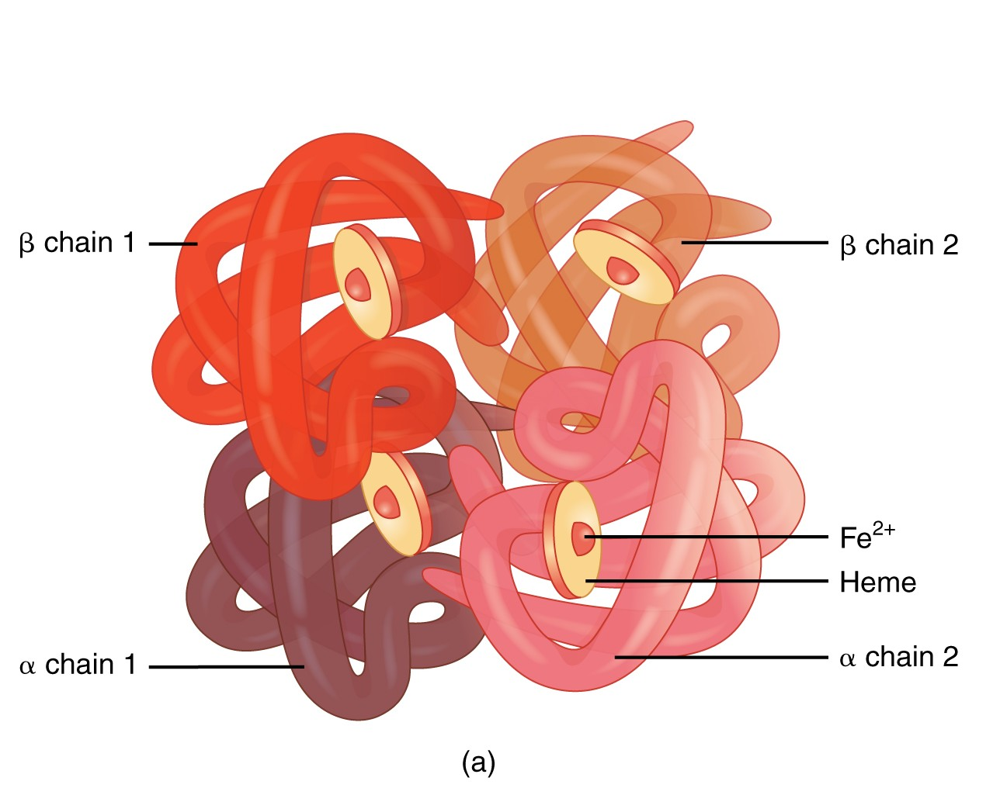 β chain 1
β chain 2
Fe²⁺
Heme
α chain 1
α chain 2
(a)